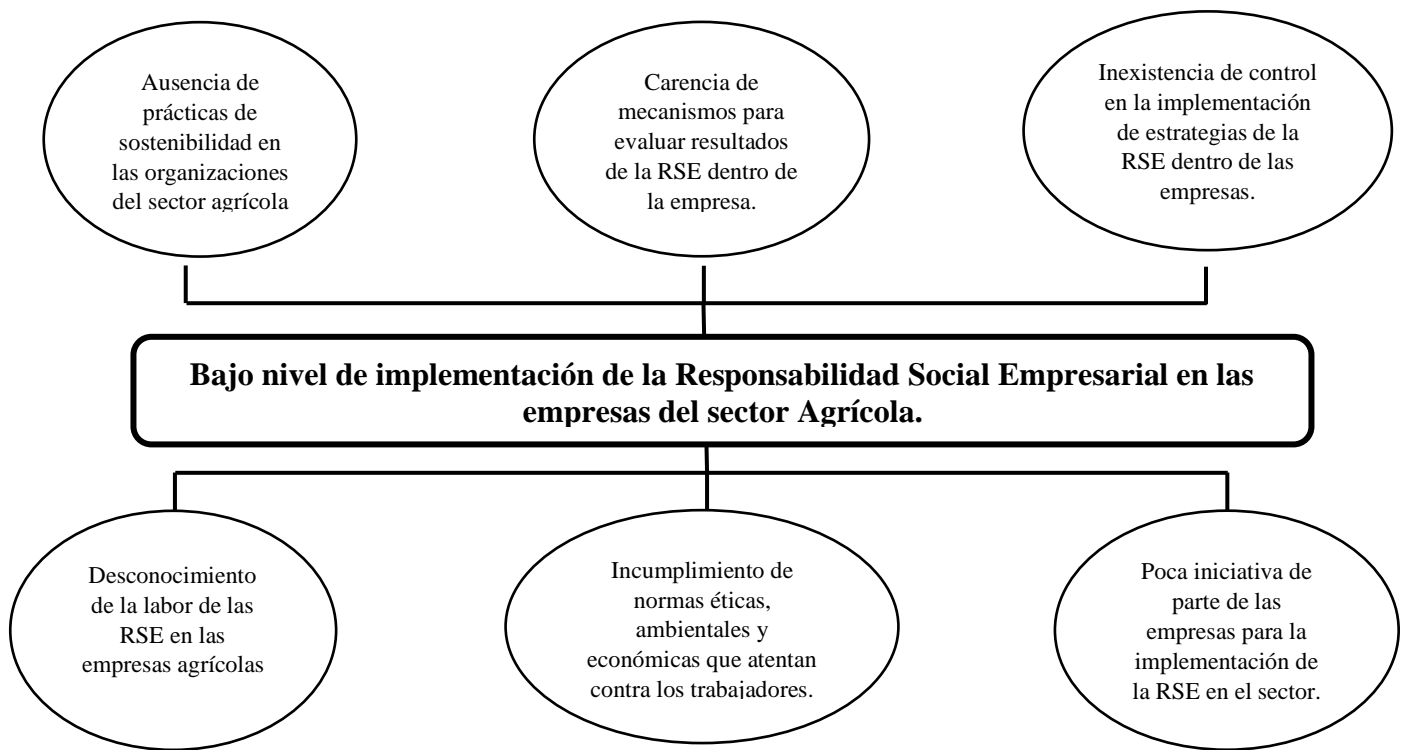 Ausencia de
prácticas de
sostenibilidad en
las organizaciones
del sector agrícola
Carencia de
mecanismos para
evaluar resultados
de la RSE dentro de
la empresa.
Inexistencia de control
en la implementación
de estrategias de la
RSE dentro de las
empresas.
Bajo nivel de implementación de la Responsabilidad Social Empresarial en las
empresas del sector Agrícola.
Desconocimiento
de la labor de las
RSE en las
empresas agrícolas
Incumplimiento de
normas éticas,
ambientales y
económicas que atentan
contra los trabajadores.
Poca iniciativa de
parte de las
empresas para la
implementación de
la RSE en el sector.